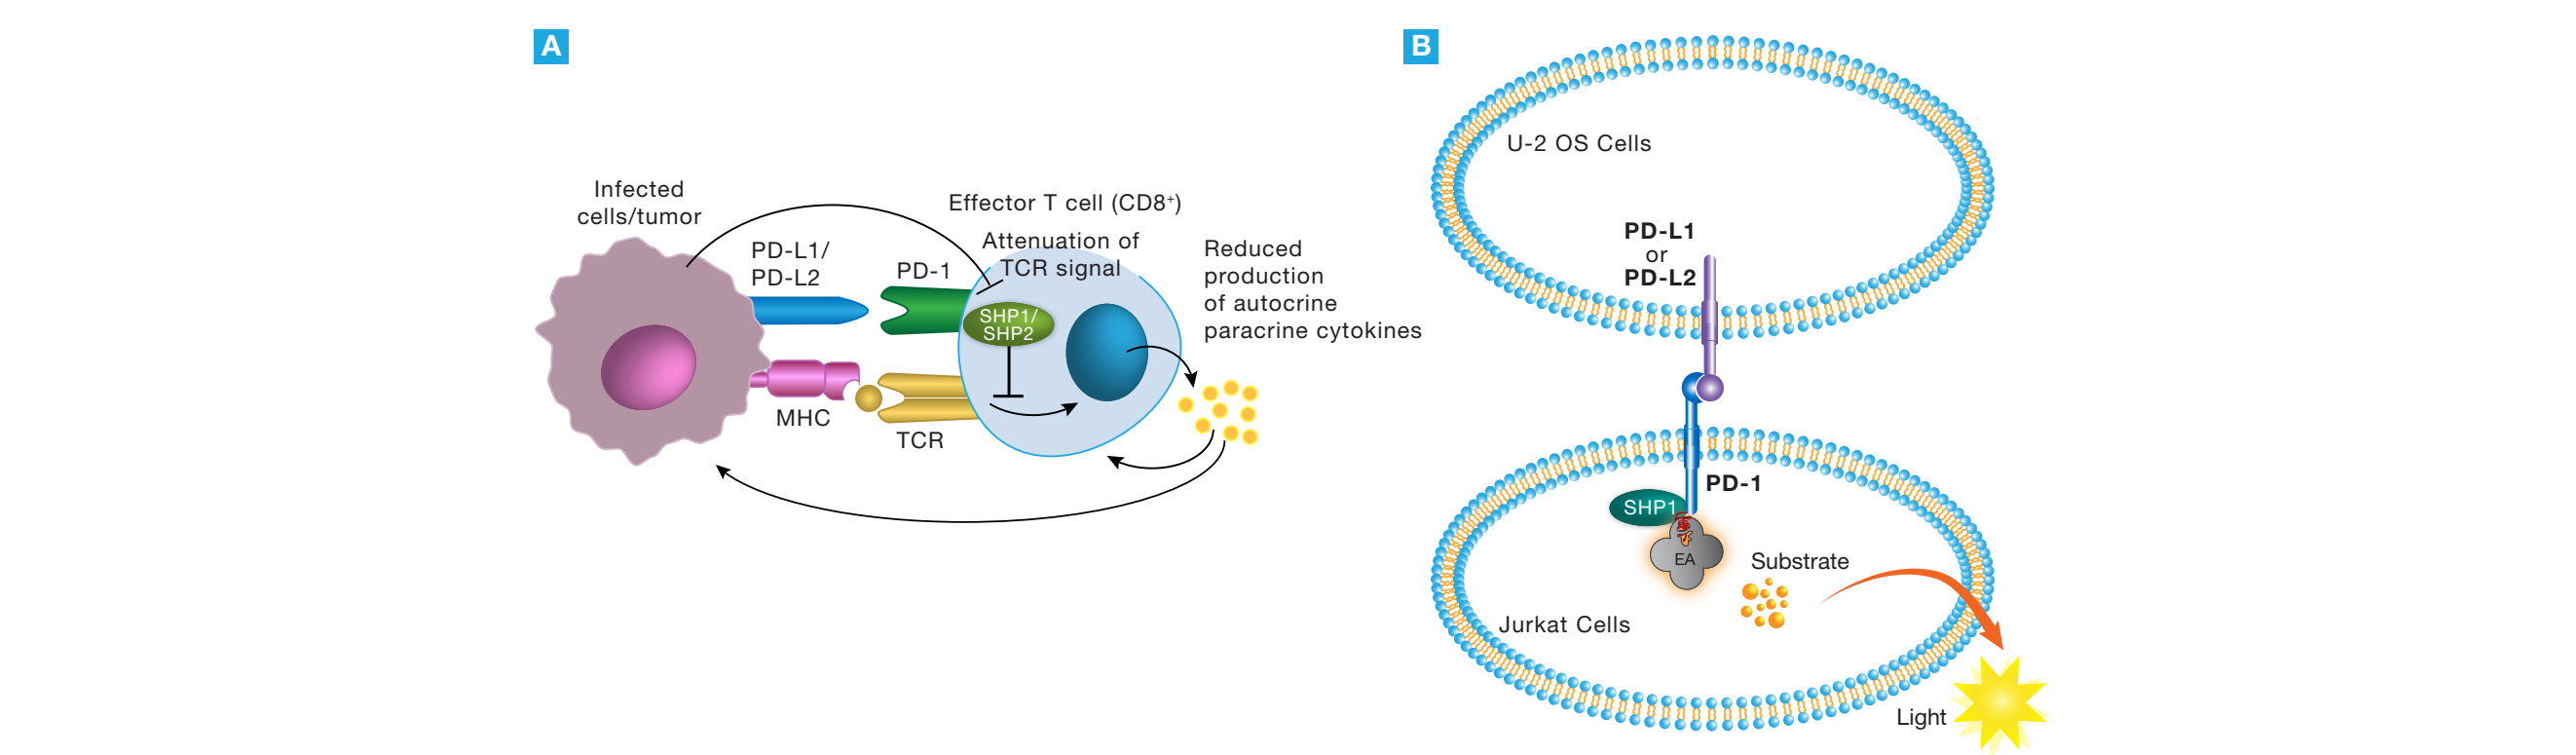 A
Infected
cells/tumor
PD-L1/
PD-L2
PD-1
Effector T cell (CD8⁺)
Attenuation of
TCR signal
SHP1/
SHP2
MHC
TCR
Reduced
production
of autocrine
paracrine cytokines
B
U-2 OS Cells
PD-L1
or
PD-L2
PD-1
SHP1
EA
Substrate
Jurkat Cells
Light